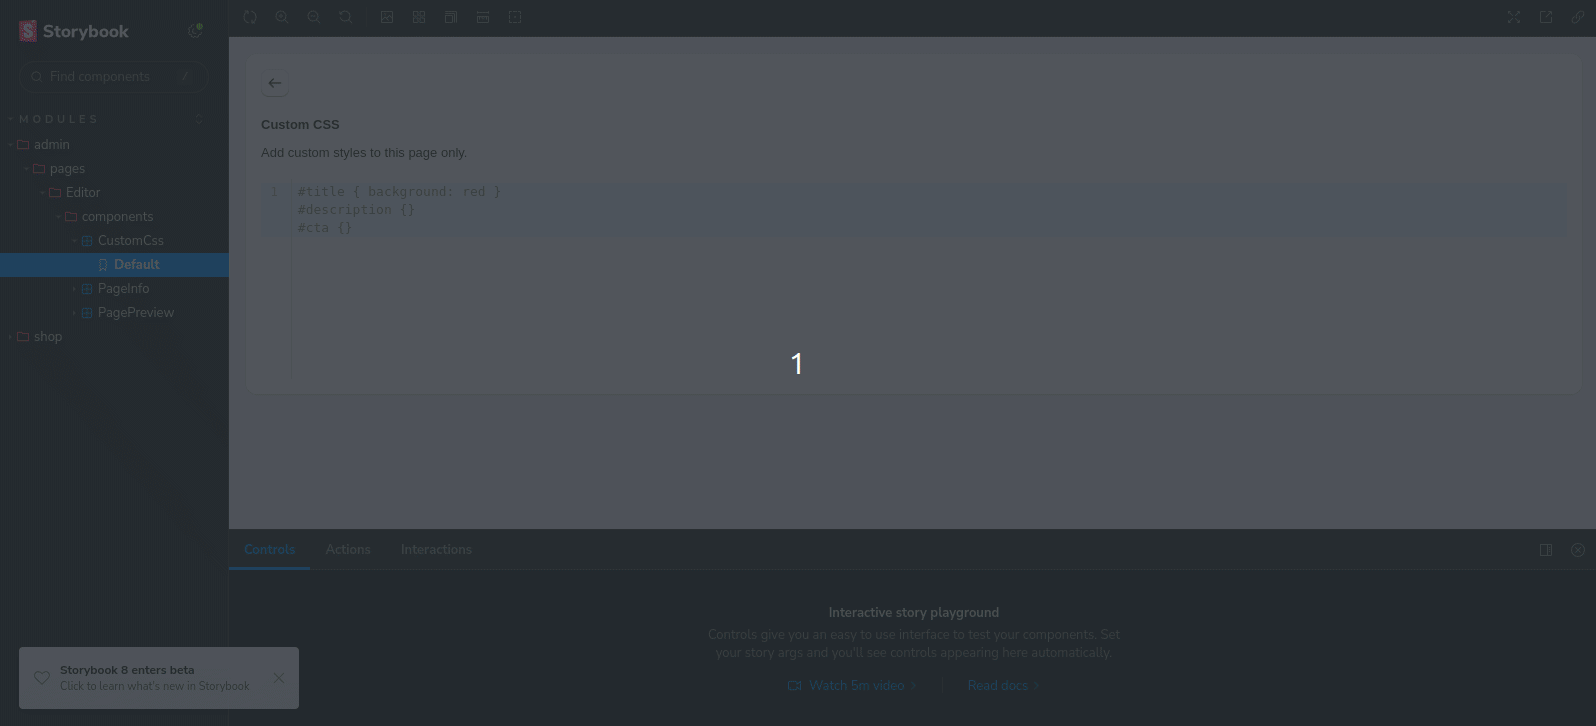 Storybook
Find components /
MODULES
admin
pages
Editor
components
CustomCss
Default
PageInfo
PagePreview
shop
Custom CSS
Add custom styles to this page only.
1 #title { background: red }
#description {}
#cta {}
1
Controls Actions Interactions
Interactive story playground
Controls give you an easy to use interface to test your components. Set
your story args and you'll see controls appearing here automatically.
Watch 5m video Read docs
Storybook 8 enters beta
Click to learn what's new in Storybook